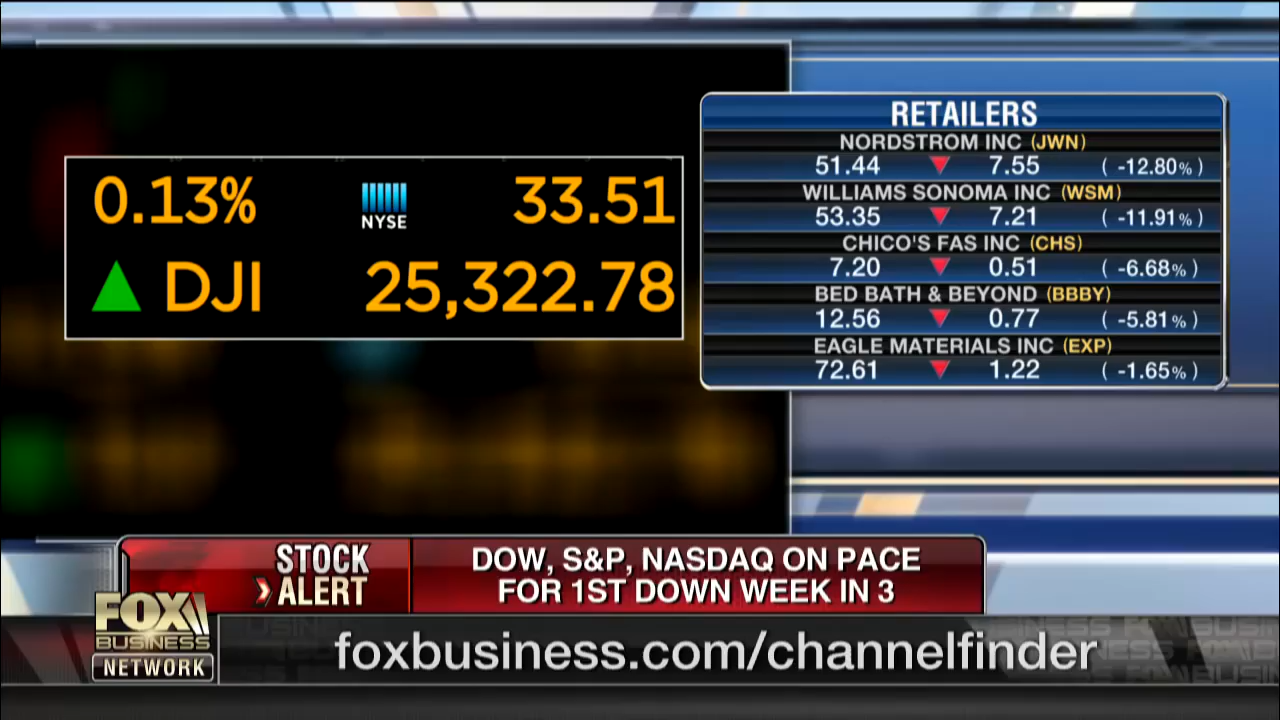 0.13% NYSE 33.51
▲ DJI 25,322.78
RETAILERS
NORDSTROM INC (JWN)
51.44 ▼ 7.55 ( -12.80% )
WILLIAMS SONOMA INC (WSM)
53.35 ▼ 7.21 ( -11.91% )
CHICO'S FAS INC (CHS)
7.20 ▼ 0.51 ( -6.68% )
BED BATH & BEYOND (BBBY)
12.56 ▼ 0.77 ( -5.81% )
EAGLE MATERIALS INC (EXP)
72.61 ▼ 1.22 ( -1.65% )
STOCK
ALERT
DOW, S&P, NASDAQ ON PACE
FOR 1ST DOWN WEEK IN 3
FOX
BUSINESS
NETWORK
foxbusiness.com/channelfinder